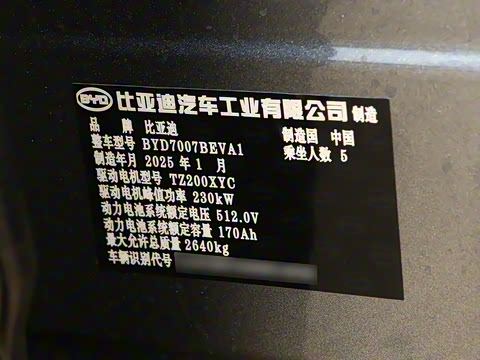 BYD 比亚迪汽车工业有限公司 制造
品牌 比亚迪 制造国 中国
整车型号 BYD7007BEVA1 乘坐人数 5
制造年月 2025年1月
驱动电机型号 TZ200XYC
驱动电机峰值功率 230kW
动力电池系统额定电压 512.0V
动力电池系统额定容量 170Ah
最大允许总质量 2640kg
车辆识别代号